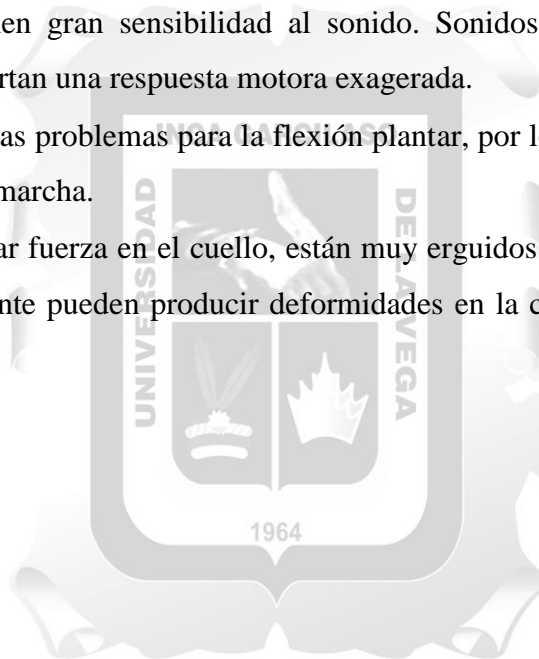 en gran sensibilidad al sonido. Sonidos
rtan una respuesta motora exagerada.
as problemas para la flexión plantar, por l
marcha.
ar fuerza en el cuello, están muy erguidos
nte pueden producir deformidades en la c
INCA GARCILASO
UNIVERSIDAD
DE LA VEGA
1964